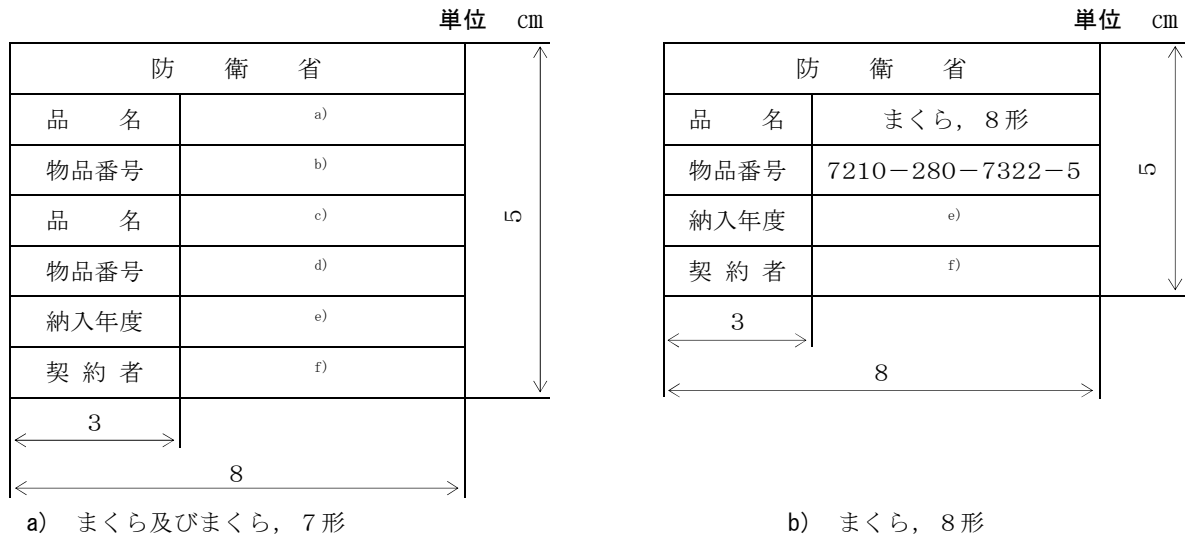 単位 cm
防 衛 省
品 名 a)
物品番号 b)
品 名 c)
物品番号 d)
納入年度 e)
契 約 者 f)
5
3
8
a) まくら及びまくら，７形
単位 cm
防 衛 省
品 名 まくら，８形
物品番号 7210－280－7322－5
納入年度 e)
契 約 者 f)
5
3
8
b) まくら，８形